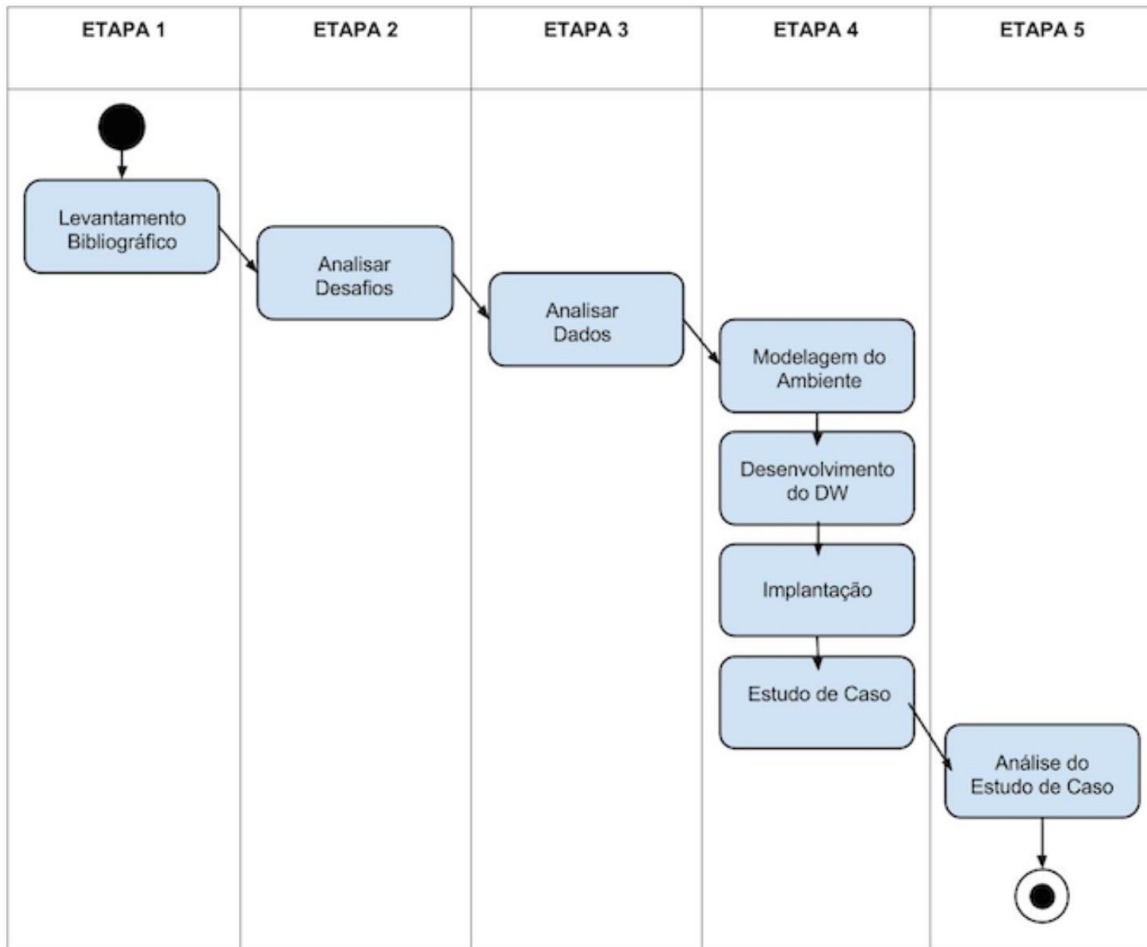 ETAPA 1
ETAPA 2
ETAPA 3
ETAPA 4
ETAPA 5
Levantamento
Bibliográfico
Analisar
Desafios
Analisar
Dados
Modelagem do
Ambiente
Desenvolvimento
do DW
Implantação
Estudo de Caso
Análise do
Estudo de Caso